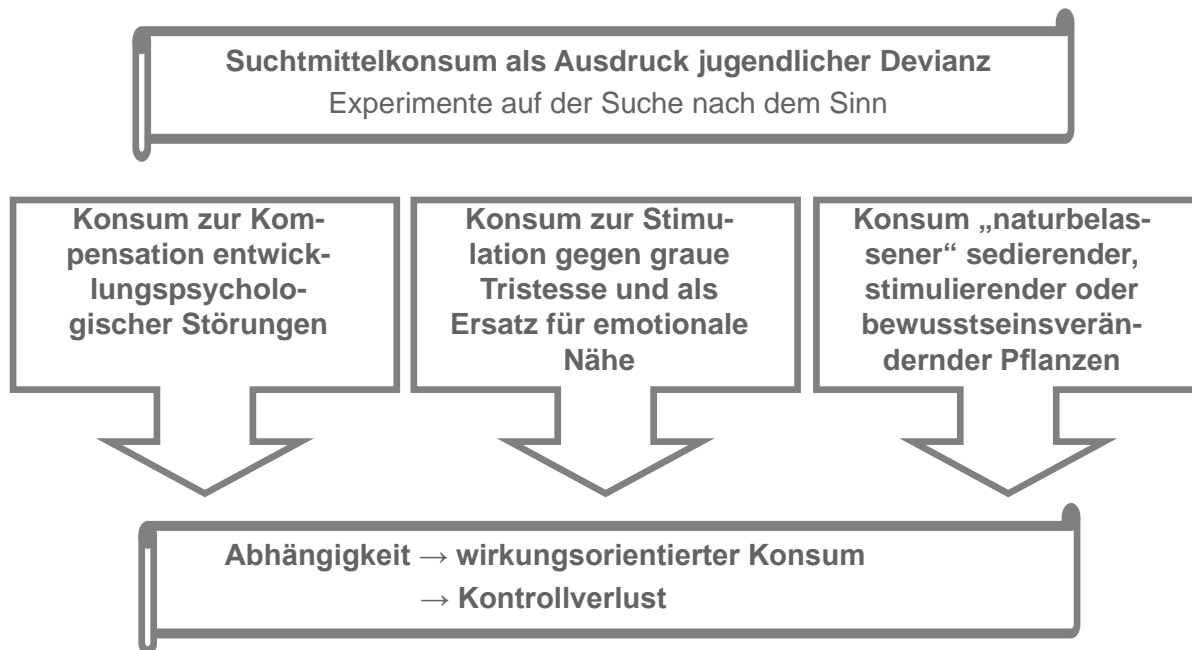 Suchtmittelkonsum als Ausdruck jugendlicher Devianz
Experimente auf der Suche nach dem Sinn
Konsum zur Kom-
pensation entwick-
lungspsycholo-
gischer Störungen
Konsum zur Stimu-
lation gegen graue
Tristesse und als
Ersatz für emotionale
Nähe
Konsum „naturbelas-
sener“ sedierender,
stimulierender oder
bewusstseinsverän-
dernder Pflanzen
Abhängigkeit → wirkungsorientierter Konsum
→ Kontrollverlust